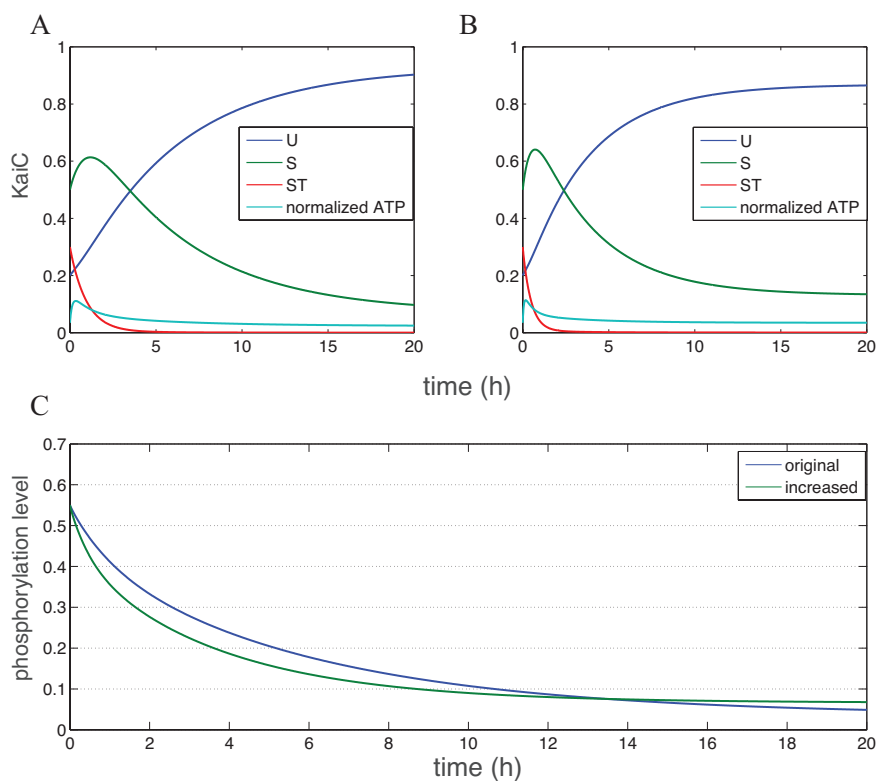 A
B
1
0.8
0.6
0.4
0.2
0
KaiC
U
S
ST
normalized ATP
0 5 10 15 20
1
0.8
0.6
0.4
0.2
0
U
S
ST
normalized ATP
0 5 10 15 20
time (h)
C
0.7
0.6
0.5
0.4
0.3
0.2
0.1
0
phosphorylation level
original
increased
0 2 4 6 8 10 12 14 16 18 20
time (h)